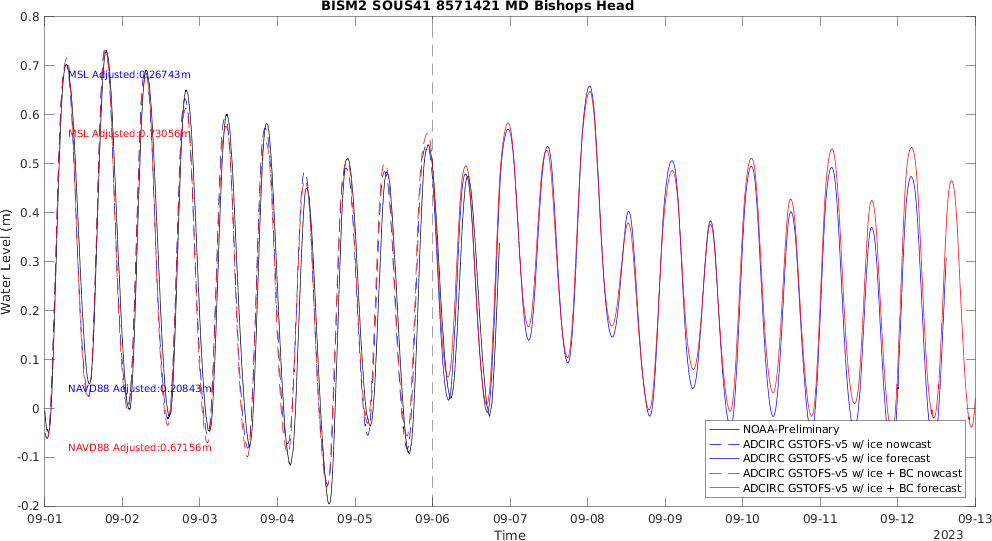 BISM2 SOUS41 8571421 MD Bishops Head
0.8
0.7
0.6
0.5
0.4
0.3
0.2
0.1
0
-0.1
-0.2
Water Level (m)
MSL Adjusted:0.26743m
MSL Adjusted:0.73056m
NAVD88 Adjusted:0.20843m
NAVD88 Adjusted:0.67156m
NOAA-Preliminary
ADCIRC GSTOFS-v5 w/ ice nowcast
ADCIRC GSTOFS-v5 w/ ice forecast
ADCIRC GSTOFS-v5 w/ ice + BC nowcast
ADCIRC GSTOFS-v5 w/ ice + BC forecast
09-01 09-02 09-03 09-04 09-05 09-06 09-07 09-08 09-09 09-10 09-11 09-12 09-13
Time
2023